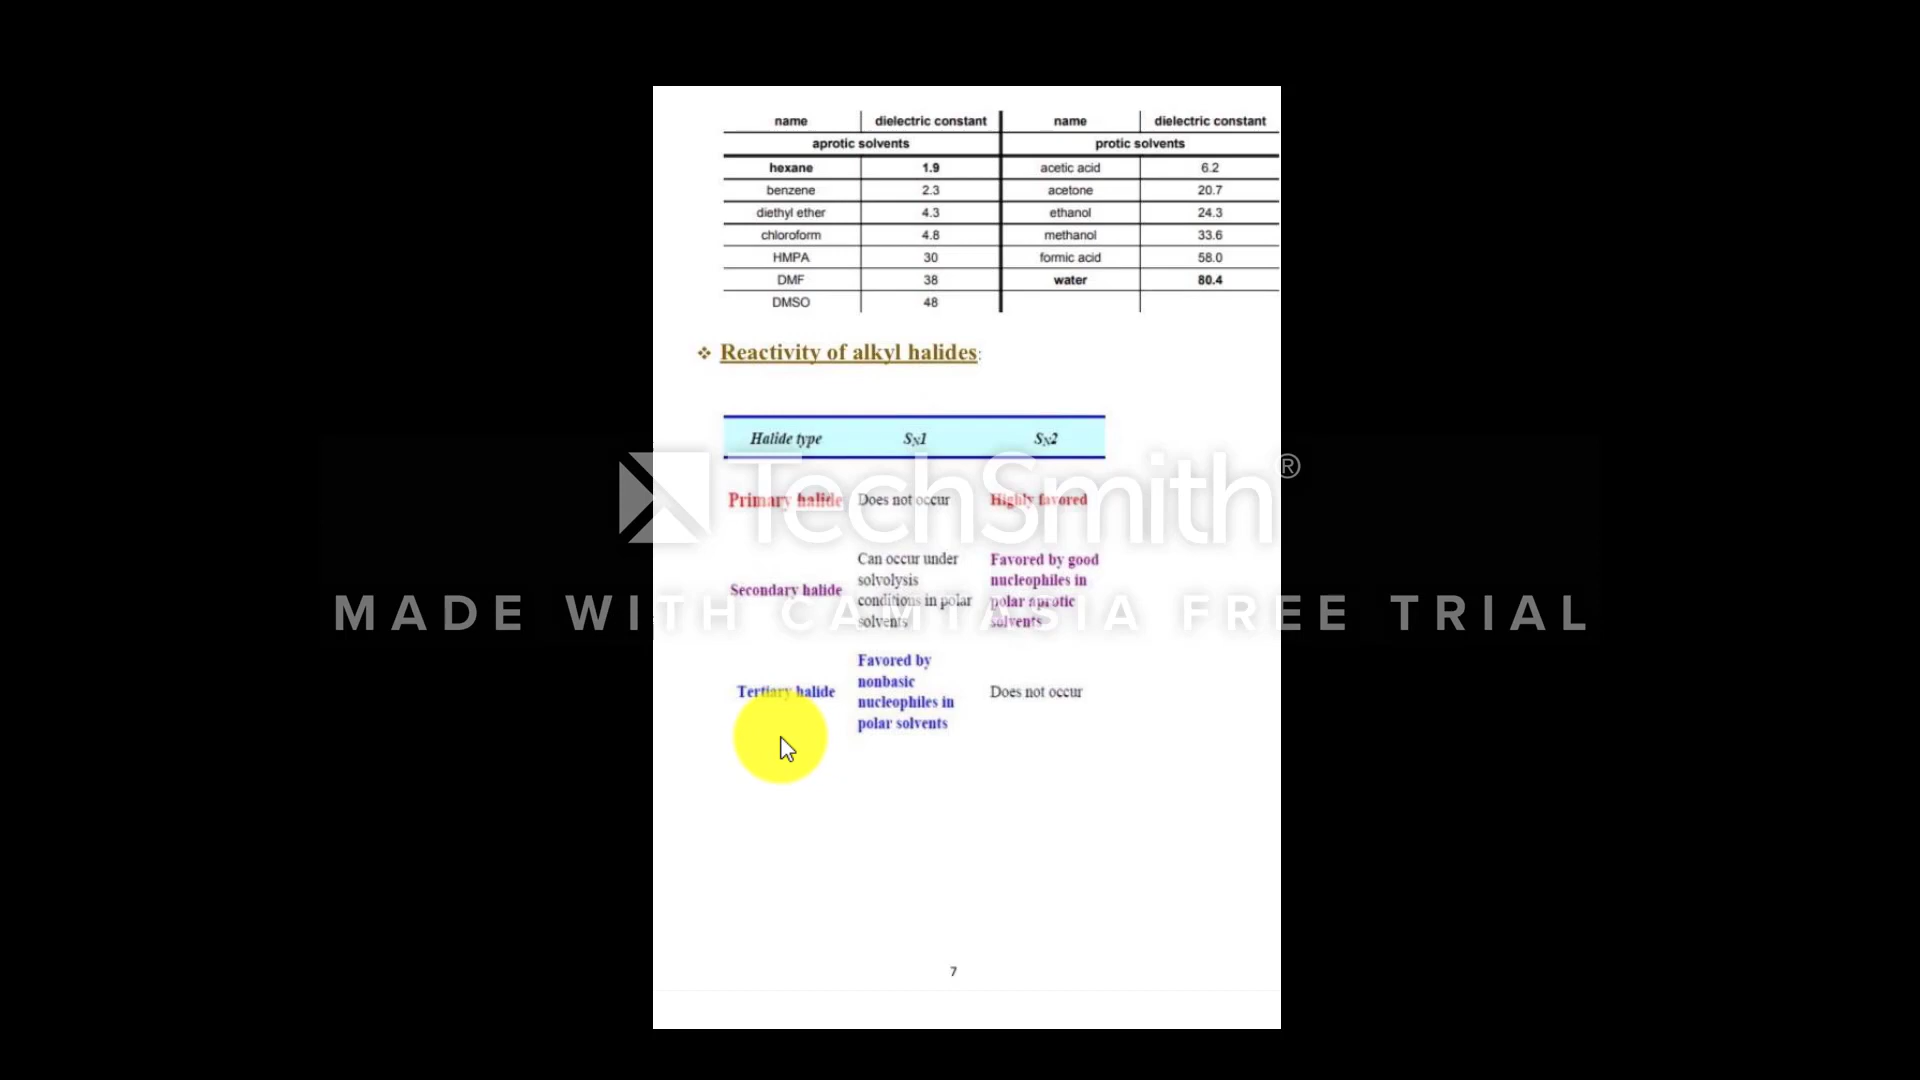 name dielectric constant name dielectric constant
aprotic solvents protic solvents
hexane 1.9 acetic acid 6.2
benzene 2.3 acetone 20.7
diethyl ether 4.3 ethanol 24.3
chloroform 4.8 methanol 33.6
HMPA 30 formic acid 58.0
DMF 38 water 80.4
DMSO 48
❖ Reactivity of alkyl halides:
Halide type SN1 SN2
Primary halide Does not occur Highly favored
Secondary halide
Can occur under
solvolysis
conditions in polar
solvents
Favored by good
nucleophiles in
polar aprotic
solvents
Tertiary halide
Favored by
nonbasic
nucleophiles in
polar solvents
Does not occur
7
TechSmith®
MADE WITH CAMTASIA FREE TRIAL